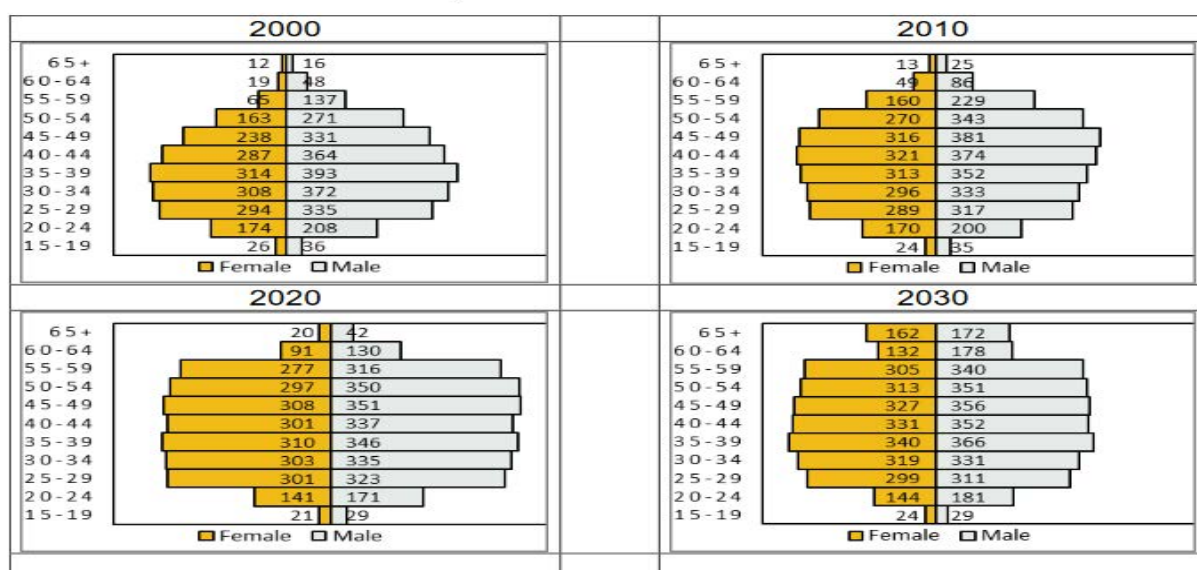 2000
65+ 12 16
60-64 19 48
55-59 65 137
50-54 163 271
45-49 238 331
40-44 287 364
35-39 314 393
30-34 308 372
25-29 294 335
20-24 174 208
15-19 26 36
Female Male
2010
65+ 13 25
60-64 49 86
55-59 160 229
50-54 270 343
45-49 316 381
40-44 321 374
35-39 313 352
30-34 296 333
25-29 289 317
20-24 170 200
15-19 24 35
Female Male
2020
65+ 20 42
60-64 91 130
55-59 277 316
50-54 297 350
45-49 308 351
40-44 301 337
35-39 310 346
30-34 303 335
25-29 301 323
20-24 141 171
15-19 21 29
Female Male
2030
65+ 162 172
60-64 132 178
55-59 305 340
50-54 313 351
45-49 327 356
40-44 331 352
35-39 340 366
30-34 319 331
25-29 299 311
20-24 144 181
15-19 24 29
Female Male